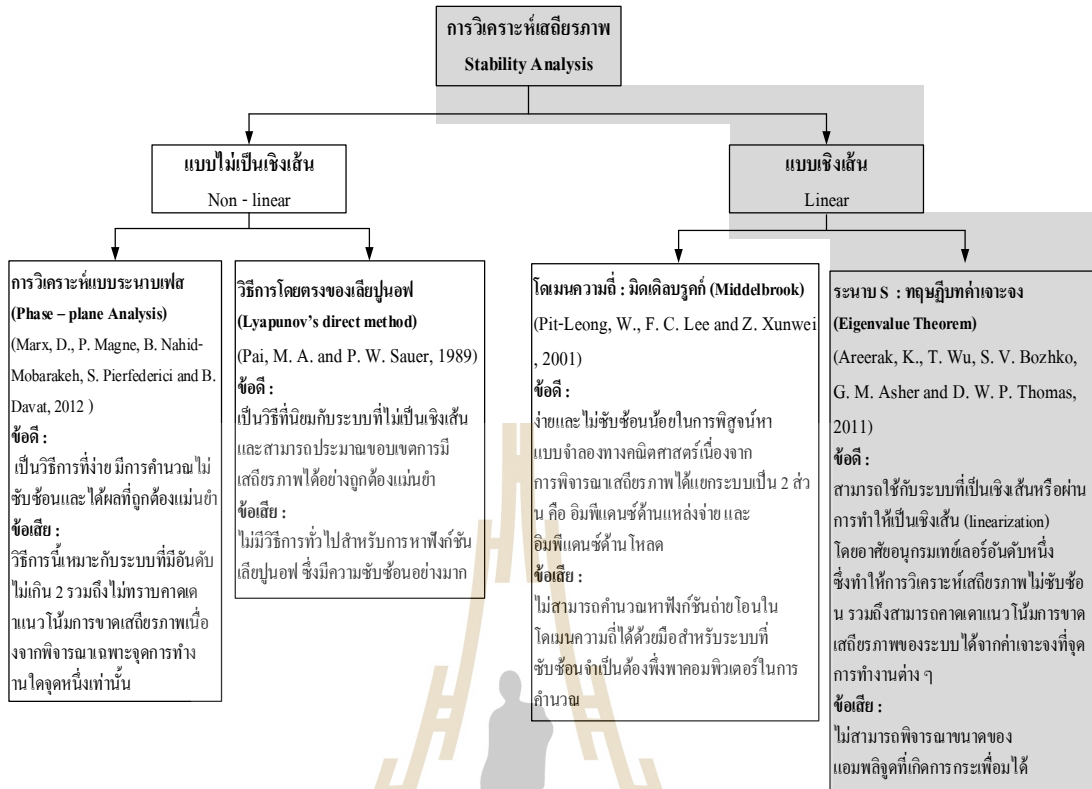 การวิเคราะห์เสถียรภาพ
Stability Analysis
แบบไม่เป็นเชิงเส้น
Non - linear
แบบเชิงเส้น
Linear
การวิเคราะห์แบบระนาบเฟส
(Phase – plane Analysis)
(Marx, D., P. Magne, B. Nahid-
Mobarakeh, S. Pierfederici and B.
Davat, 2012 )
ข้อดี :
เป็นวิธีการที่ง่าย มีการคำนวณไม่
ซับซ้อนและได้ผลที่ถูกต้องแม่นยำ
ข้อเสีย :
วิธีการนี้เหมาะกับระบบที่มีอันดับ
ไม่เกิน 2 รวมถึงไม่ทราบคาดเด
าแนวโน้มการขาดเสถียรภาพเนื่อ
งจากพิจารณาเฉพาะจุดการทำง
านใดจุดหนึ่งเท่านั้น
วิธีการโดยตรงของเลียปูนอฟ
(Lyapunov's direct method)
(Pai, M. A. and P. W. Sauer, 1989)
ข้อดี :
เป็นวิธีที่นิยมกับระบบที่ไม่เป็นเชิงเส้น
และสามารถประมาณขอบเขตการมี
เสถียรภาพได้อย่างถูกต้องแม่นยำ
ข้อเสีย :
ไม่มีวิธีการทั่วไปสำหรับการหาฟังก์ชัน
เลียปูนอฟ ซึ่งมีความซับซ้อนอย่างมาก
โดเมนความถี่ : มิดเดิลบรูคก์ (Middelbrook)
(Pit-Leong, W., F. C. Lee and Z. Xunwei
, 2001)
ข้อดี :
ง่ายและไม่ซับซ้อนน้อยในการพิสูจน์หา
แบบจำลองทางคณิตศาสตร์เนื่องจาก
การพิจารณาเสถียรภาพได้แยกระบบเป็น 2 ส่ว
น คือ อิมพีแดนซ์ด้านแหล่งจ่าย และ
อิมพีแดนซ์ด้านโหลด
ข้อเสีย :
ไม่สามารถคำนวณหาฟังก์ชันถ่ายโอนใน
โดเมนความถี่ได้ด้วยมือสำหรับระบบที่
ซับซ้อนจำเป็นต้องพึ่งพาคอมพิวเตอร์ในการ
คำนวณ
ระนาบ S : ทฤษฎีบทค่าเจาะจง
(Eigenvalue Theorem)
(Areerak, K., T. Wu, S. V. Bozhko,
G. M. Asher and D. W. P. Thomas,
2011)
ข้อดี :
สามารถใช้กับระบบที่เป็นเชิงเส้นหรือผ่าน
การทำให้เป็นเชิงเส้น (linearization)
โดยอาศัยอนุกรมเทย์เลอร์อันดับหนึ่ง
ซึ่งทำให้การวิเคราะห์เสถียรภาพไม่ซับซ้อ
น รวมถึงสามารถคาดเดาแนวโน้มการขาด
เสถียรภาพของระบบได้จากค่าเจาะจงที่จุด
การทำงานต่าง ๆ
ข้อเสีย :
ไม่สามารถพิจารณาขนาดของ
แอมพลิจูดที่เกิดการกระเพื่อมได้